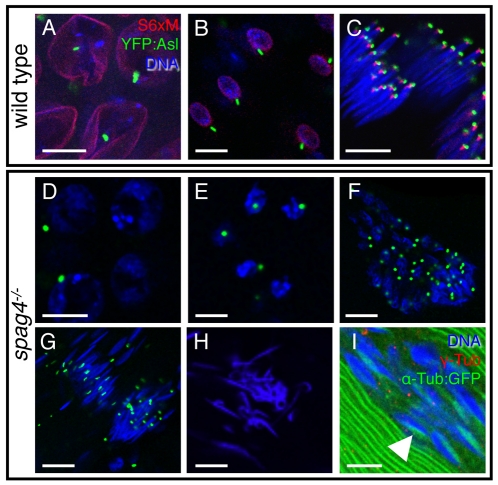 wild type
A
S6xM
YFP:Asl
DNA
B
C
spag4-/-
D
E
F
G
H
I
DNA
γ-Tub
α-Tub:GFP